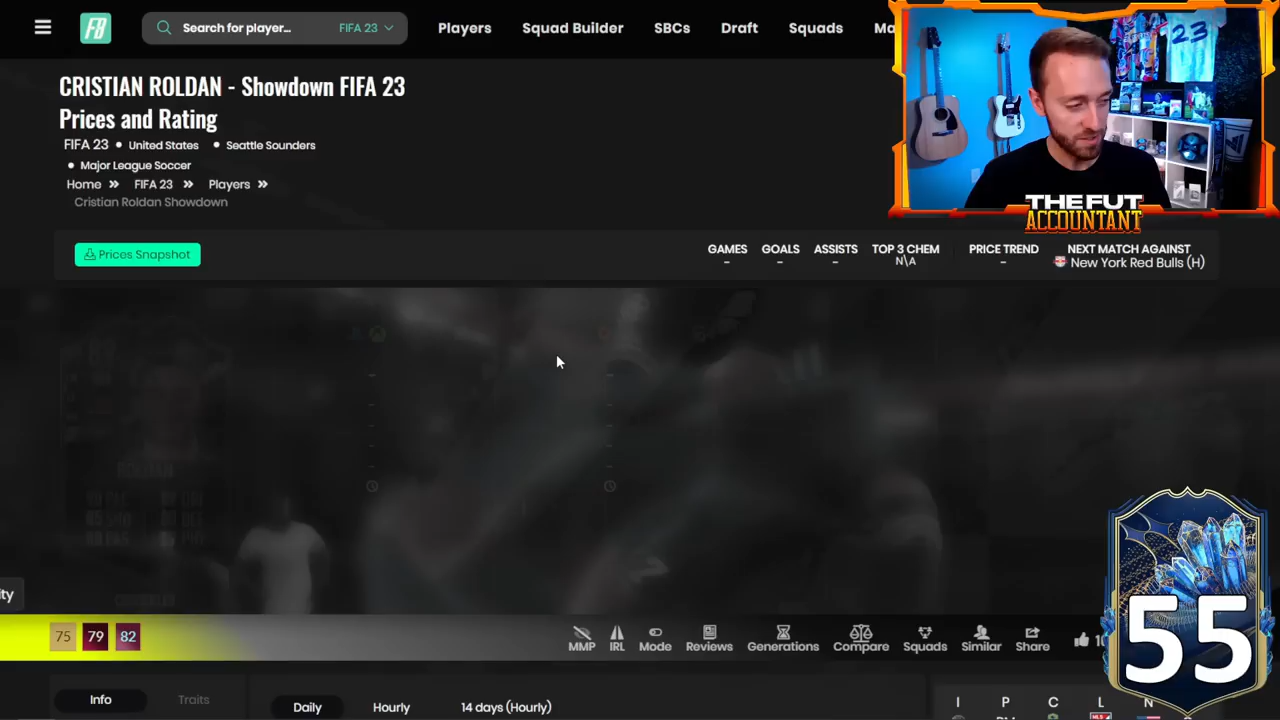 FB
Search for player...
FIFA 23
Players
Squad Builder
SBCs
Draft
Squads
Ma
CRISTIAN ROLDAN - Showdown FIFA 23
Prices and Rating
FIFA 23 • United States • Seattle Sounders
• Major League Soccer
Home » FIFA 23 » Players »
Cristian Roldan Showdown
23
THE FUT
ACCOUNTANT
Prices Snapshot
GAMES
-
GOALS
-
ASSISTS
-
TOP 3 CHEM
N\A
PRICE TREND
-
NEXT MATCH AGAINST
New York Red Bulls (H)
ROLDAN
ity
75
79
82
MMP
IRL
Mode
Reviews
Generations
Compare
Squads
Similar
Share
55
Info
Traits
Daily
Hourly
14 days (Hourly)
I
P
C
L
N